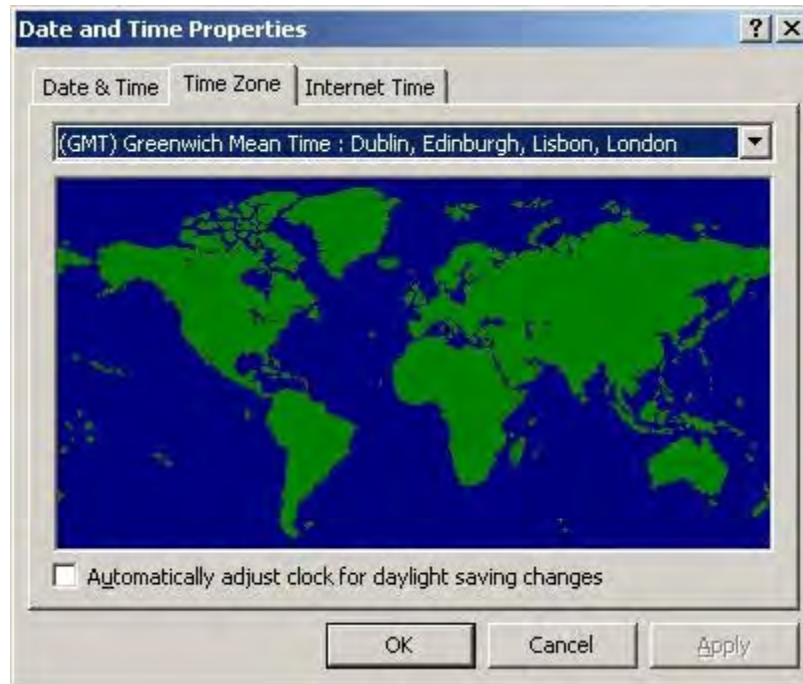 Date and Time Properties
Date & Time Time Zone Internet Time
(GMT) Greenwich Mean Time : Dublin, Edinburgh, Lisbon, London
Automatically adjust clock for daylight saving changes
OK Cancel Apply